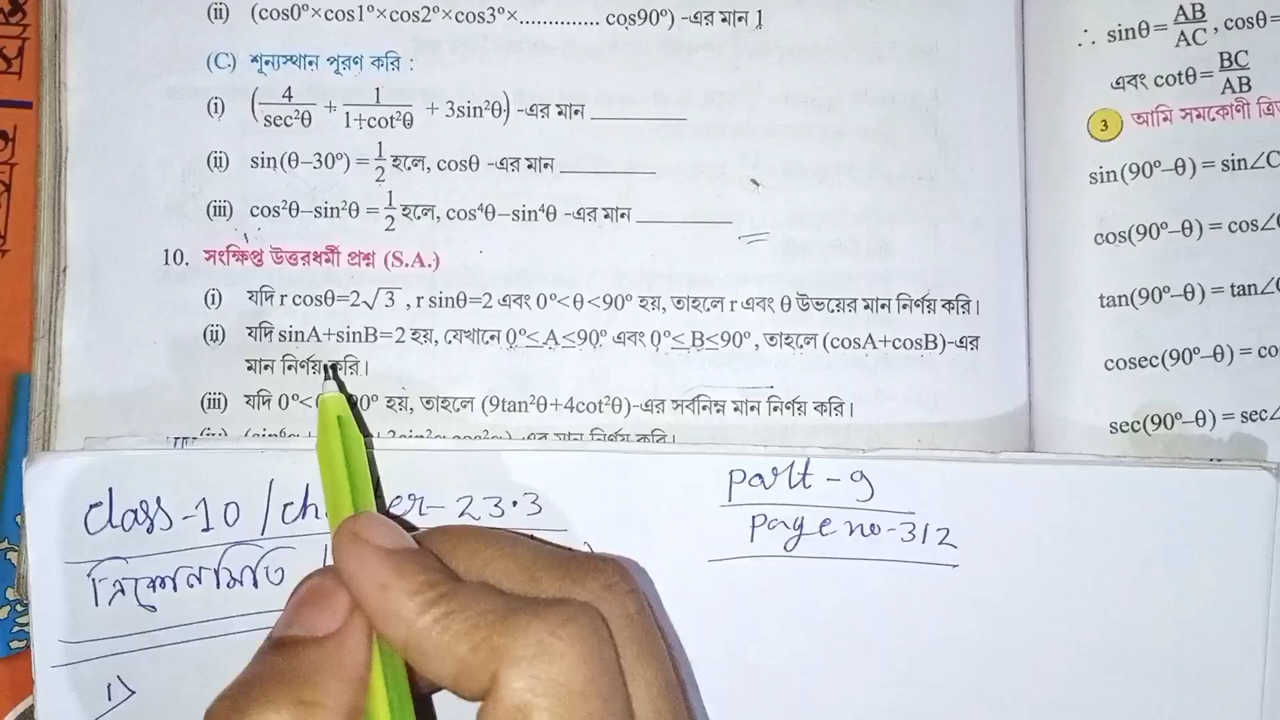 (ii) (cos0°×cos1°×cos2°×cos3°×.............. cos90°) -এর মান 1
(C) শূন্যস্থান পূরণ করি :
(i) (4/sec²θ + 1/1+cot²θ + 3sin²θ) -এর মান ________
(ii) sin(θ–30°) = 1/2 হলে, cosθ -এর মান ________
(iii) cos²θ–sin²θ = 1/2 হলে, cos⁴θ–sin⁴θ -এর মান ________
10. সংক্ষিপ্ত উত্তরধর্মী প্রশ্ন (S.A.)
(i) যদি r cosθ=2√3 , r sinθ=2 এবং 0°<θ<90° হয়, তাহলে r এবং θ উভয়ের মান নির্ণয় করি।
(ii) যদি sinA+sinB=2 হয়, যেখানে 0°≤A≤90° এবং 0°≤B≤90°, তাহলে (cosA+cosB)-এর
মান নির্ণয় করি।
(iii) যদি 0°< 0° হয়, তাহলে (9tan²θ+4cot²θ)-এর সর্বনিম্ন মান নির্ণয় করি।
∴ sinθ = AB/AC , cosθ=
এবং cotθ = BC/AB
3 আমি সমকোণী
sin(90°–θ) = sin∠C
cos(90°–θ) = cos∠
tan(90°–θ) = tan∠
cosec(90°–θ) = co
sec(90°–θ) = sec∠
class-10 / ch er- 23.3
ত্রিকোনমিতি
part - 9
page no - 312
1)